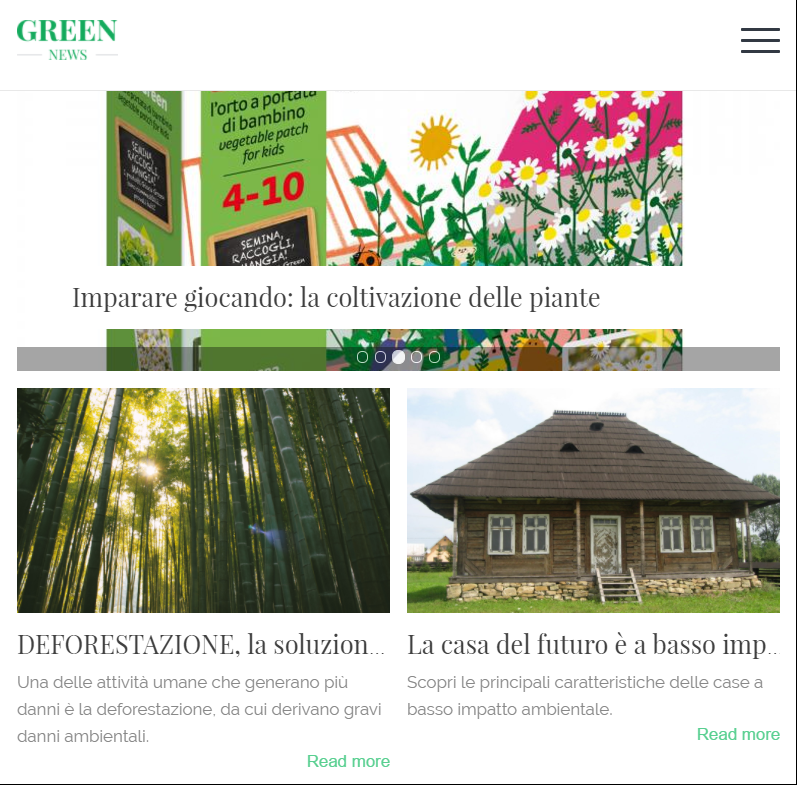 GREEN
NEWS
l'orto a portata
di bambino
vegetable patch
for kids
4-10
SEMINA,
RACCOGLI,
MANGIA!
SEMINA,
RACCOGLI,
MANGIA!
Imparare giocando: la coltivazione delle piante
DEFORESTAZIONE, la soluzion...
Una delle attività umane che generano più
danni è la deforestazione, da cui derivano gravi
danni ambientali.
Read more
La casa del futuro è a basso imp...
Scopri le principali caratteristiche delle case a
basso impatto ambientale.
Read more